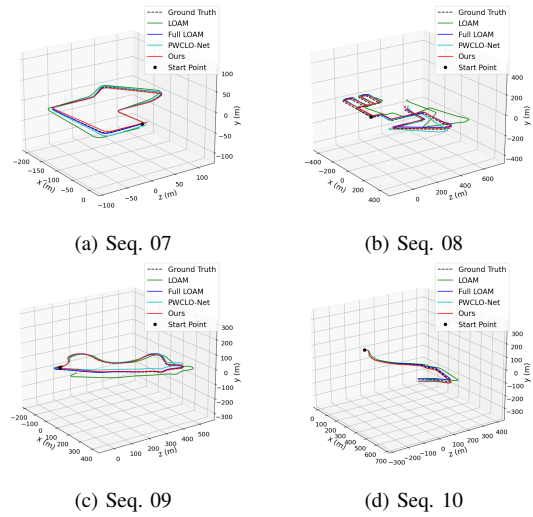 Ground Truth
LOAM
Full LOAM
PWCLO-Net
Ours
Start Point
100
50
0
−50
−100
y (m)
−200
−150
−100
−50
0
x (m)
−100
−50
0
50
100
z (m)
(a) Seq. 07
Ground Truth
LOAM
Full LOAM
PWCLO-Net
Ours
Start Point
400
200
0
−200
−400
y (m)
−400
−200
0
200
400
x (m)
0
200
400
600
z (m)
(b) Seq. 08
Ground Truth
LOAM
Full LOAM
PWCLO-Net
Ours
Start Point
300
200
100
0
−100
−200
−300
y (m)
−200
−100
0
100
200
300
400
x (m)
0
100
200
300
400
500
z (m)
(c) Seq. 09
Ground Truth
LOAM
Full LOAM
PWCLO-Net
Ours
Start Point
300
200
100
0
−100
−200
−300
y (m)
0
100
200
300
400
500
600
700
x (m)
−300
−200
−100
0
100
200
300
400
z (m)
(d) Seq. 10